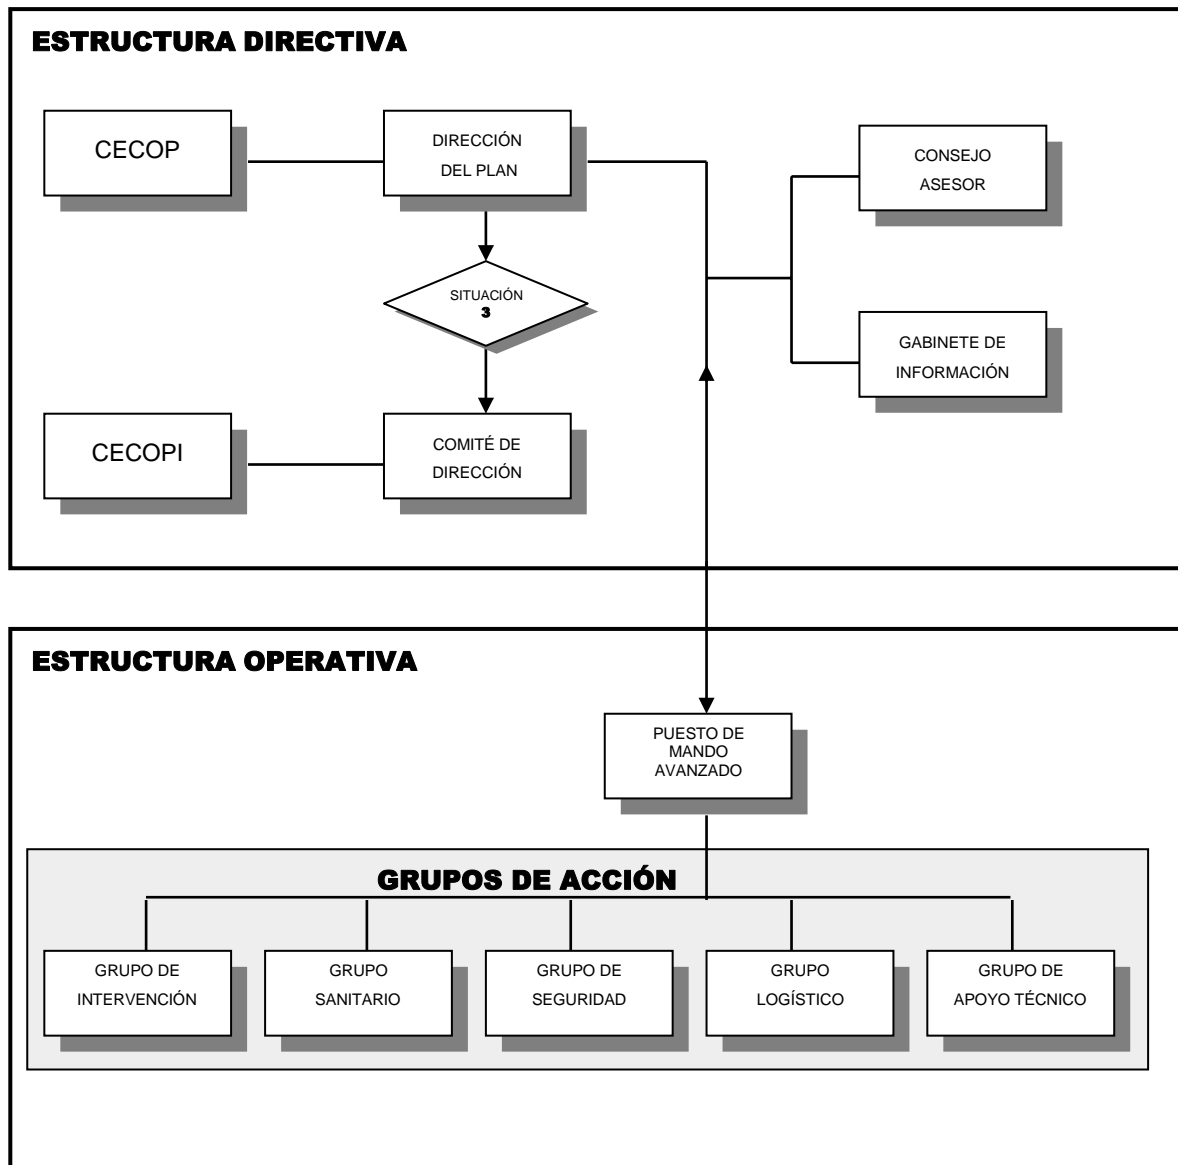 ESTRUCTURA DIRECTIVA
CECOP
DIRECCIÓN
DEL PLAN
CONSEJO
ASESOR
SITUACIÓN
3
GABINETE DE
INFORMACIÓN
CECOPI
COMITÉ DE
DIRECCIÓN
ESTRUCTURA OPERATIVA
PUESTO DE
MANDO
AVANZADO
GRUPOS DE ACCIÓN
GRUPO DE
INTERVENCIÓN
GRUPO
SANITARIO
GRUPO DE
SEGURIDAD
GRUPO
LOGÍSTICO
GRUPO DE
APOYO TÉCNICO